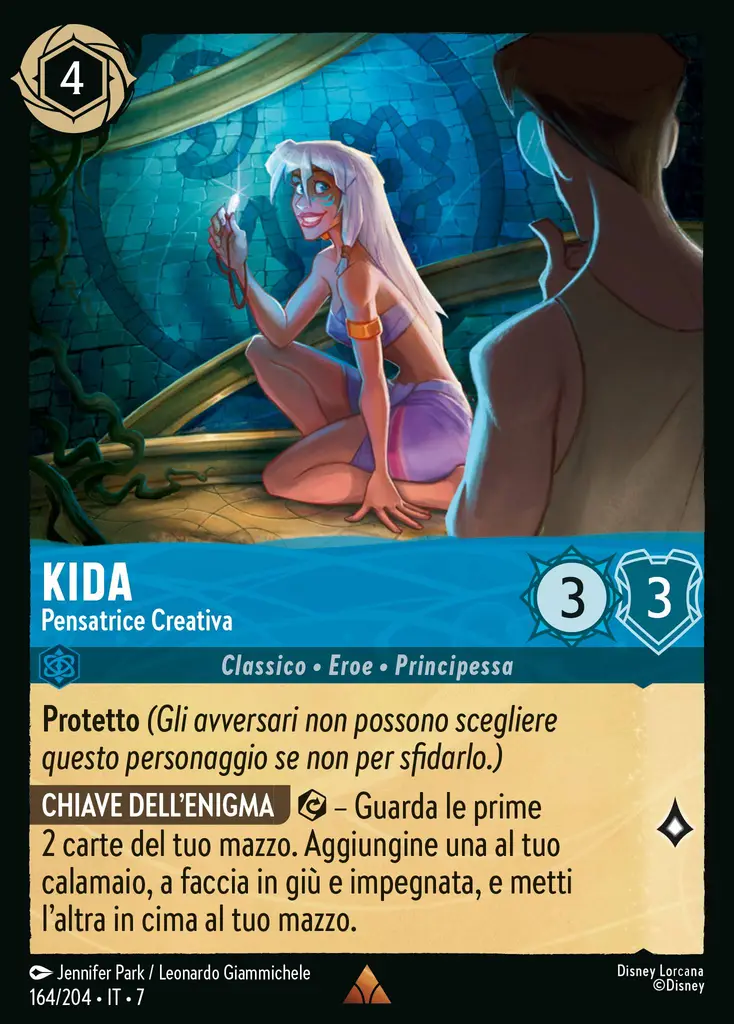 4
KIDA
Pensatrice Creativa
3
3
Classico • Eroe • Principessa
Protetto (Gli avversari non possono scegliere
questo personaggio se non per sfidarlo.)
CHIAVE DELL'ENIGMA – Guarda le prime
2 carte del tuo mazzo. Aggiungine una al tuo
calamaio, a faccia in giù e impegnata, e metti
l'altra in cima al tuo mazzo.
Jennifer Park / Leonardo Giammichele
164/204 • IT • 7
Disney Lorcana
©Disney